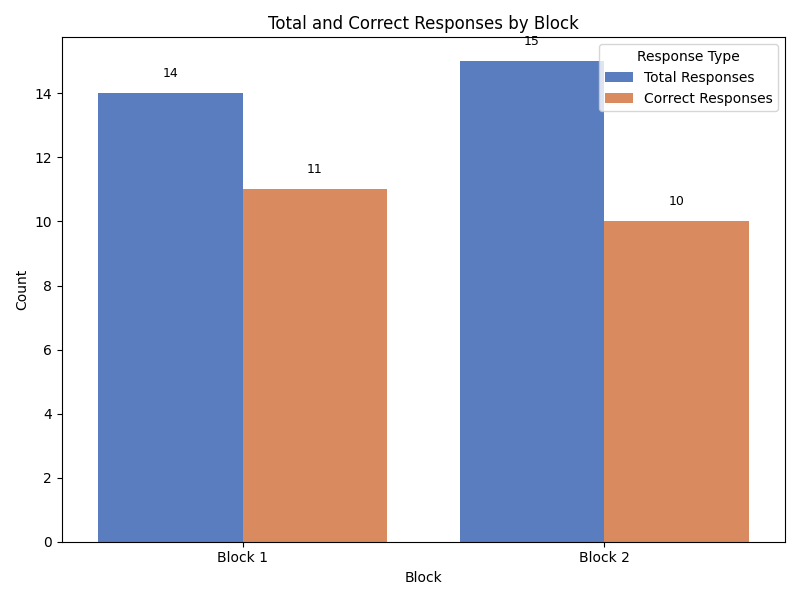 Total and Correct Responses by Block
Response Type
Total Responses
Correct Responses
14
11
15
10
Count
14
12
10
8
6
4
2
0
Block 1
Block 2
Block